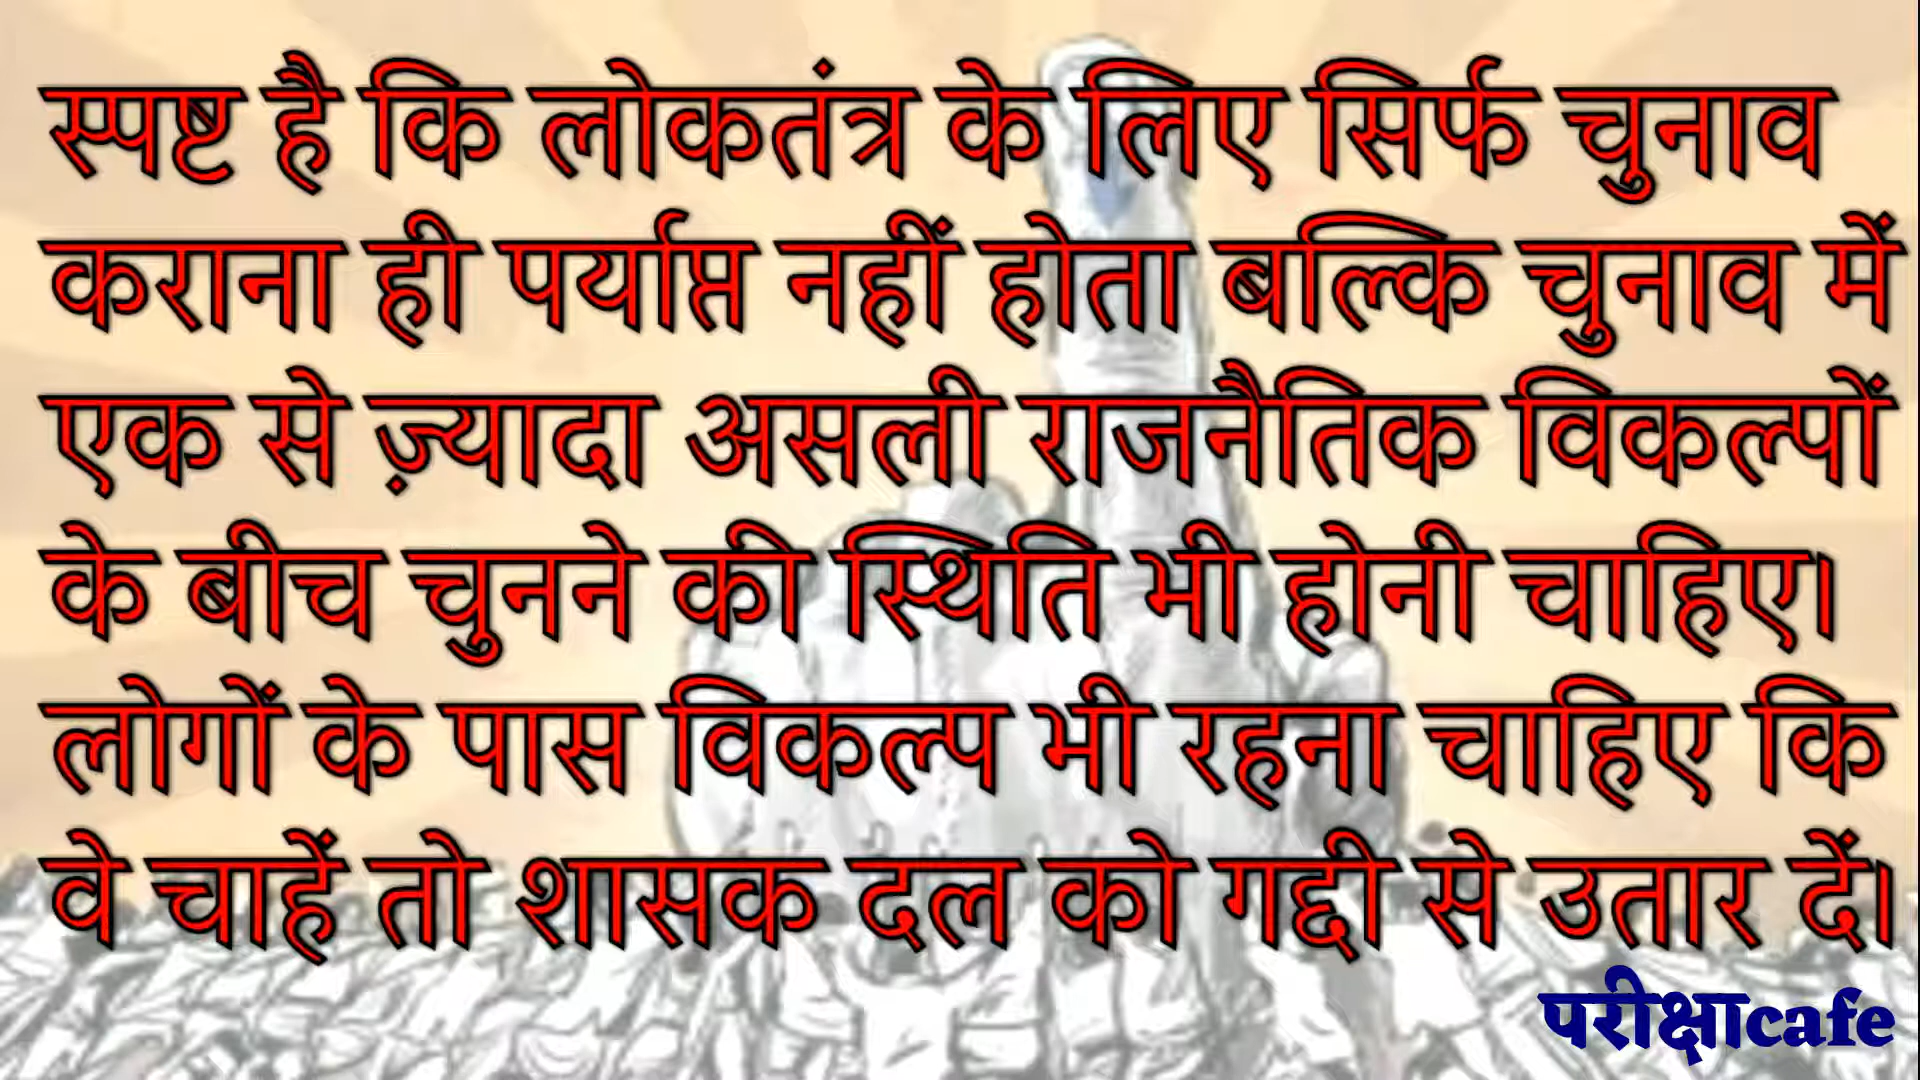 स्पष्ट है कि लोकतंत्र के लिए सिर्फ चुनाव
कराना ही पर्याप्त नहीं होता बल्कि चुनाव में
एक से ज़्यादा असली राजनैतिक विकल्पों
के बीच चुनने की स्थिति भी होनी चाहिए।
लोगों के पास विकल्प भी रहना चाहिए कि
वे चाहें तो शासक दल को गद्दी से उतार दें।
परीक्षाcafe